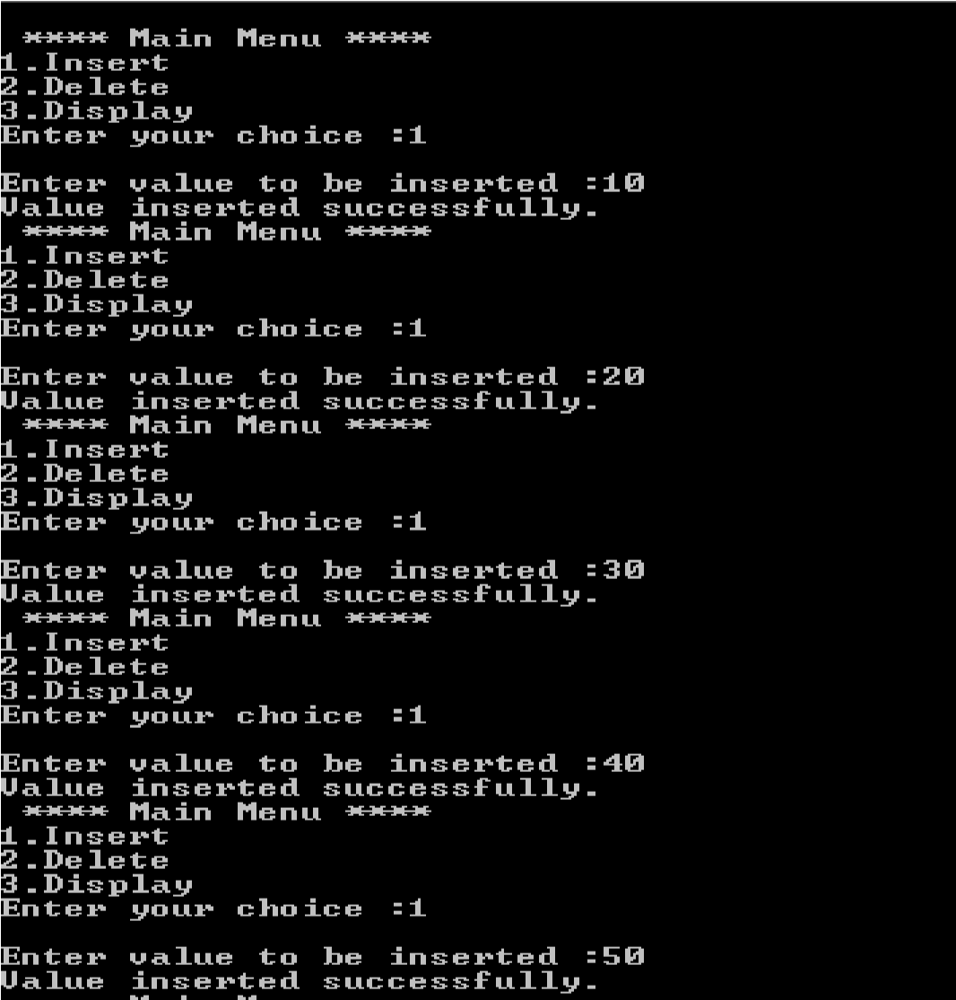 **** Main Menu ****
1.Insert
2.Delete
3.Display
Enter your choice :1
Enter value to be inserted :10
Value inserted successfully.
**** Main Menu ****
1.Insert
2.Delete
3.Display
Enter your choice :1
Enter value to be inserted :20
Value inserted successfully.
**** Main Menu ****
1.Insert
2.Delete
3.Display
Enter your choice :1
Enter value to be inserted :30
Value inserted successfully.
**** Main Menu ****
1.Insert
2.Delete
3.Display
Enter your choice :1
Enter value to be inserted :40
Value inserted successfully.
**** Main Menu ****
1.Insert
2.Delete
3.Display
Enter your choice :1
Enter value to be inserted :50
Value inserted successfully.